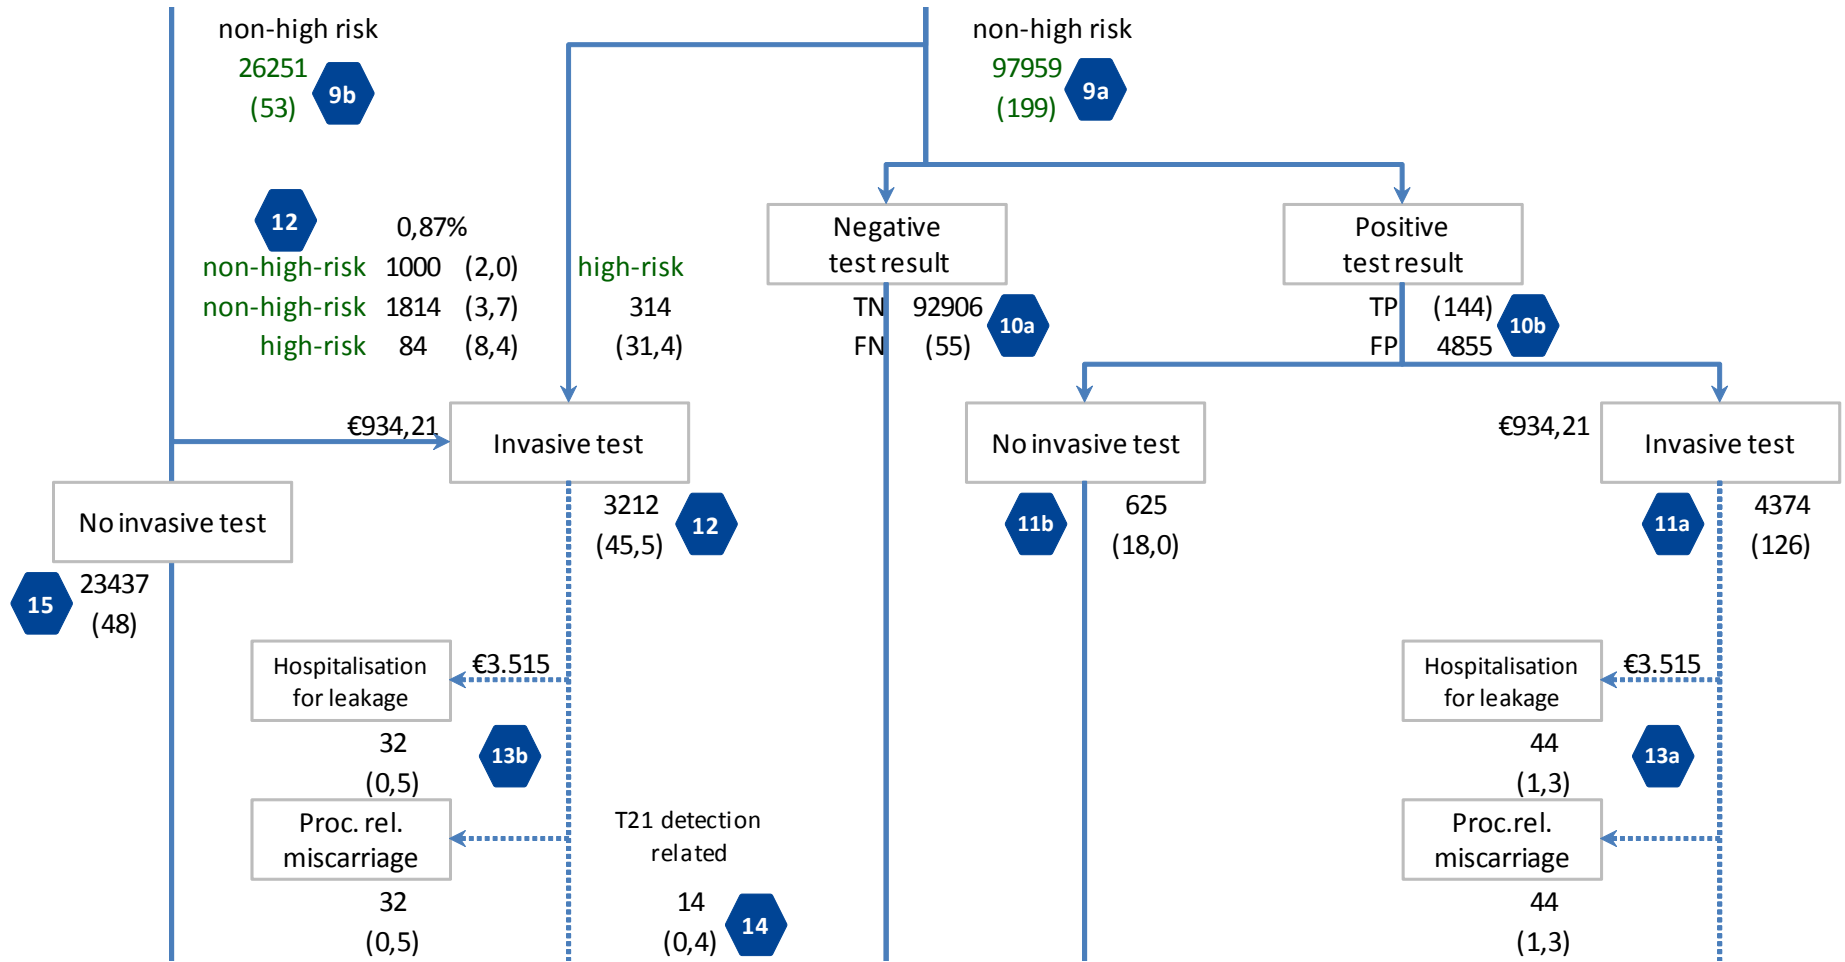 non-high risk
26251
(53)
9b
non-high risk
97959
(199)
9a
12
0,87%
non-high-risk 1000 (2,0)
non-high-risk 1814 (3,7)
high-risk 84 (8,4)
high-risk
314
(31,4)
Negative
test result
TN 92906
FN (55)
10a
Positive
test result
TP (144)
FP 4855
10b
€934,21
Invasive test
3212
(45,5)
12
No invasive test
625
(18,0)
11b
€934,21
Invasive test
4374
(126)
11a
No invasive test
23437
(48)
15
Hospitalisation
for leakage
€3.515
32
(0,5)
13b
Proc. rel.
miscarriage
32
(0,5)
T21 detection
related
14
(0,4)
14
Hospitalisation
for leakage
€3.515
44
(1,3)
13a
Proc.rel.
miscarriage
44
(1,3)